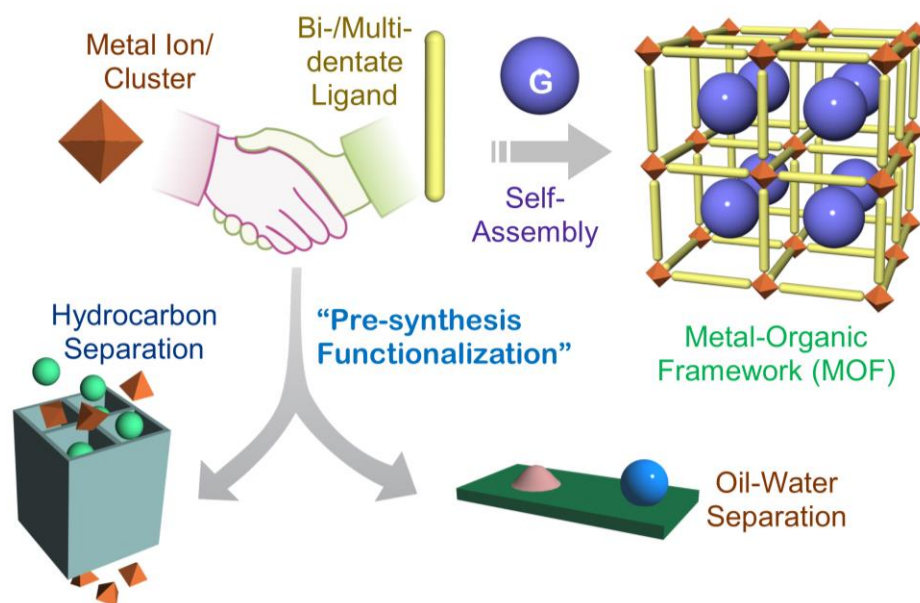 Metal Ion/
Cluster
Bi-/Multi-
dentate
Ligand
G
Self-
Assembly
Metal-Organic
Framework (MOF)
“Pre-synthesis
Functionalization”
Hydrocarbon
Separation
Oil-Water
Separation